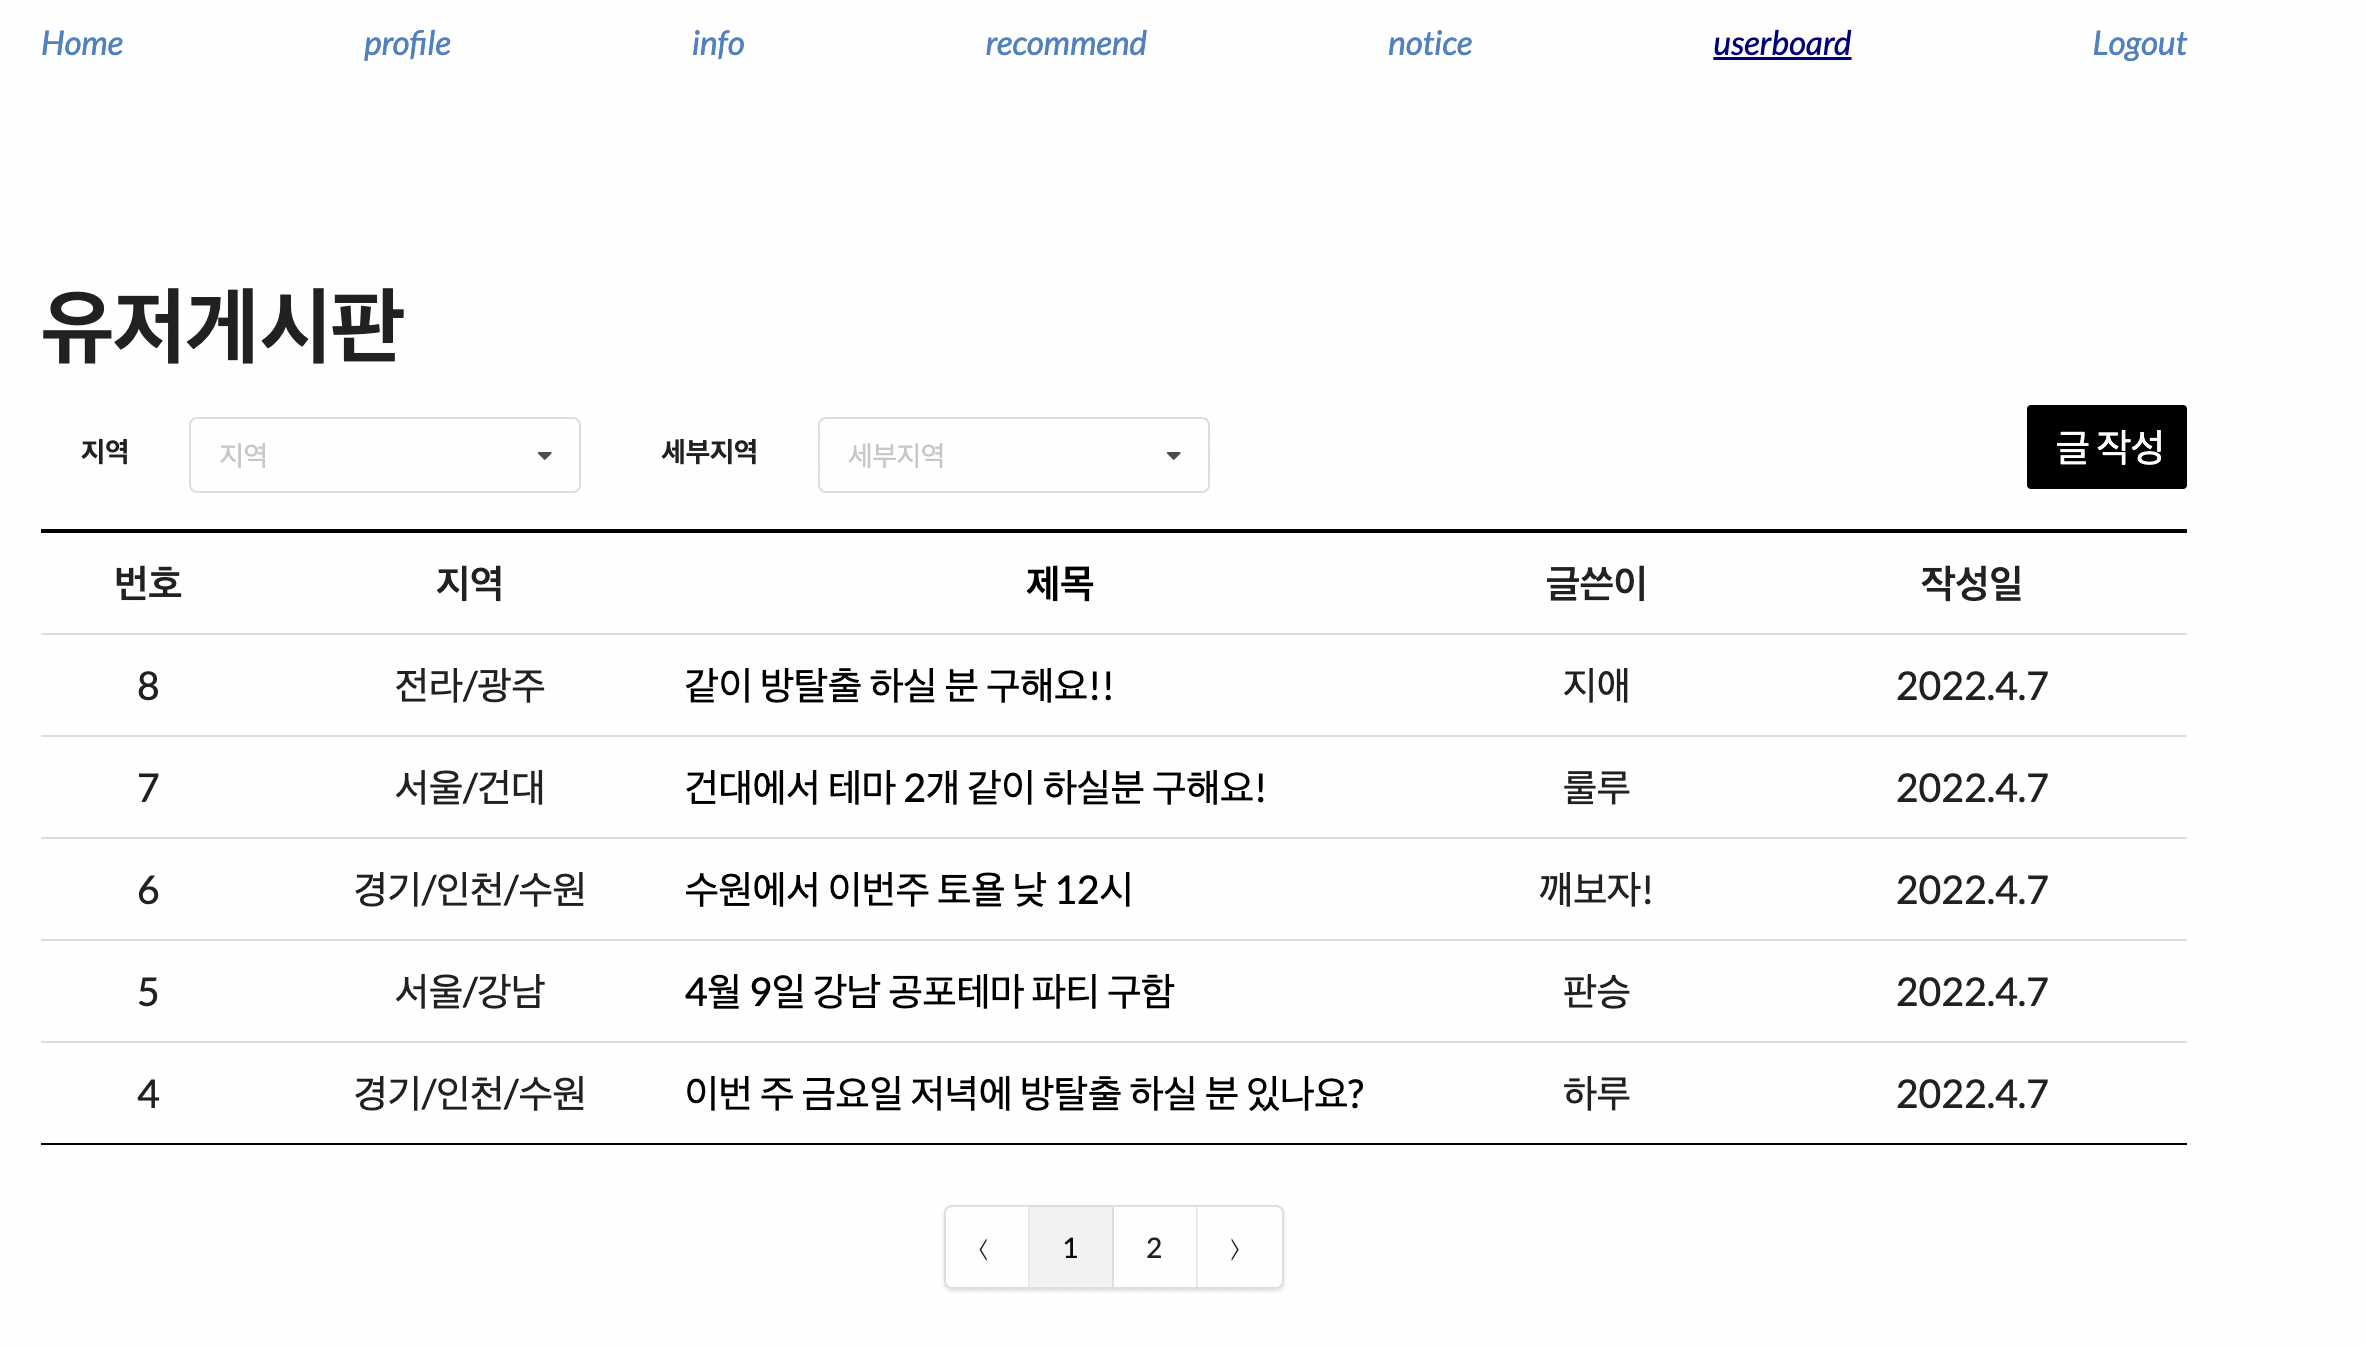 Home profile info recommend notice userboard Logout
유저게시판
지역 지역 세부지역 세부지역 글 작성
번호 지역 제목 글쓴이 작성일
8 전라/광주 같이 방탈출 하실 분 구해요!! 지애 2022.4.7
7 서울/건대 건대에서 테마 2개 같이 하실분 구해요! 룰루 2022.4.7
6 경기/인천/수원 수원에서 이번주 토욜 낮 12시 깨보자! 2022.4.7
5 서울/강남 4월 9일 강남 공포테마 파티 구함 판승 2022.4.7
4 경기/인천/수원 이번 주 금요일 저녁에 방탈출 하실 분 있나요? 하루 2022.4.7
〈 1 2 〉